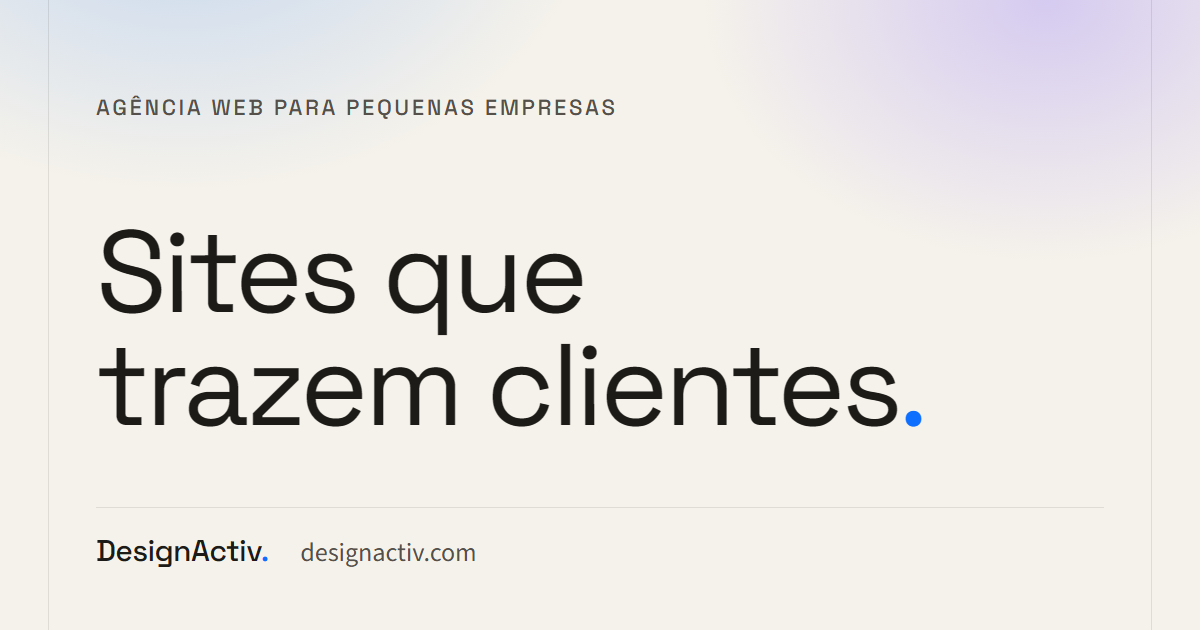 AGÊNCIA WEB PARA PEQUENAS EMPRESAS
Sites que
trazem clientes.
DesignActiv. designactiv.com